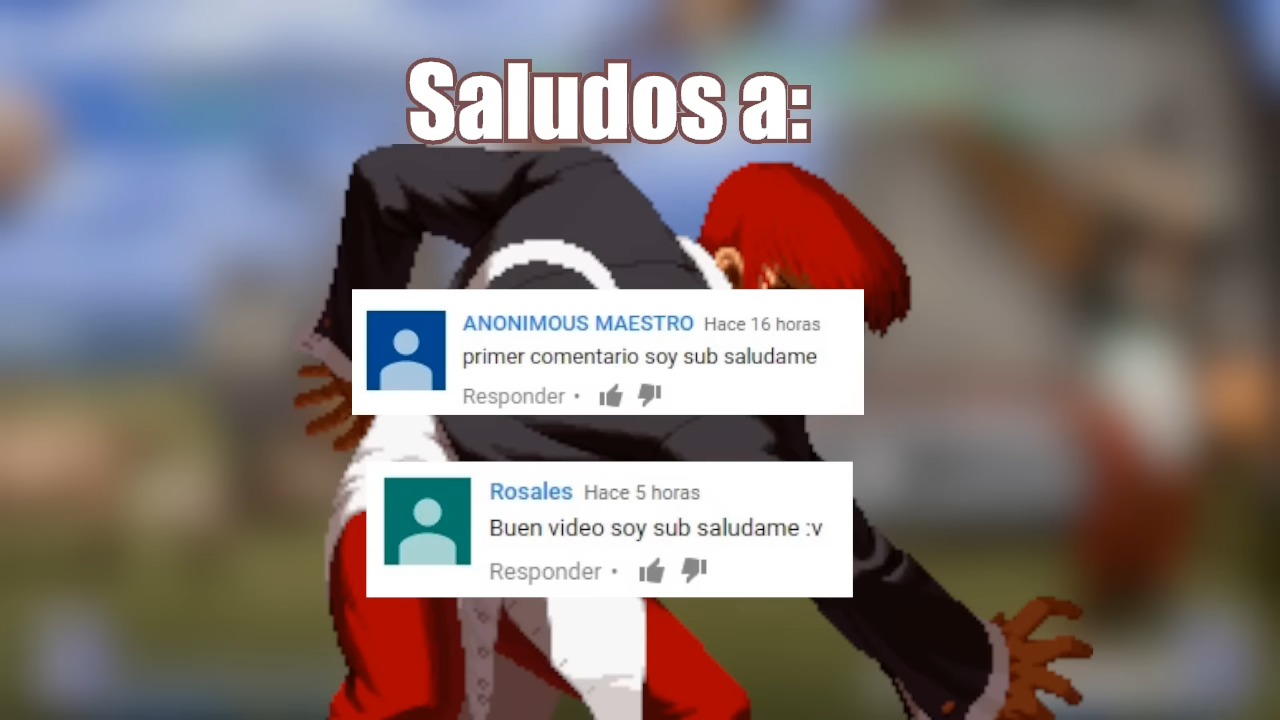 Saludos a:
ANONIMOUS MAESTRO Hace 16 horas
primer comentario soy sub saludame
Responder •
Rosales Hace 5 horas
Buen video soy sub saludame :v
Responder •